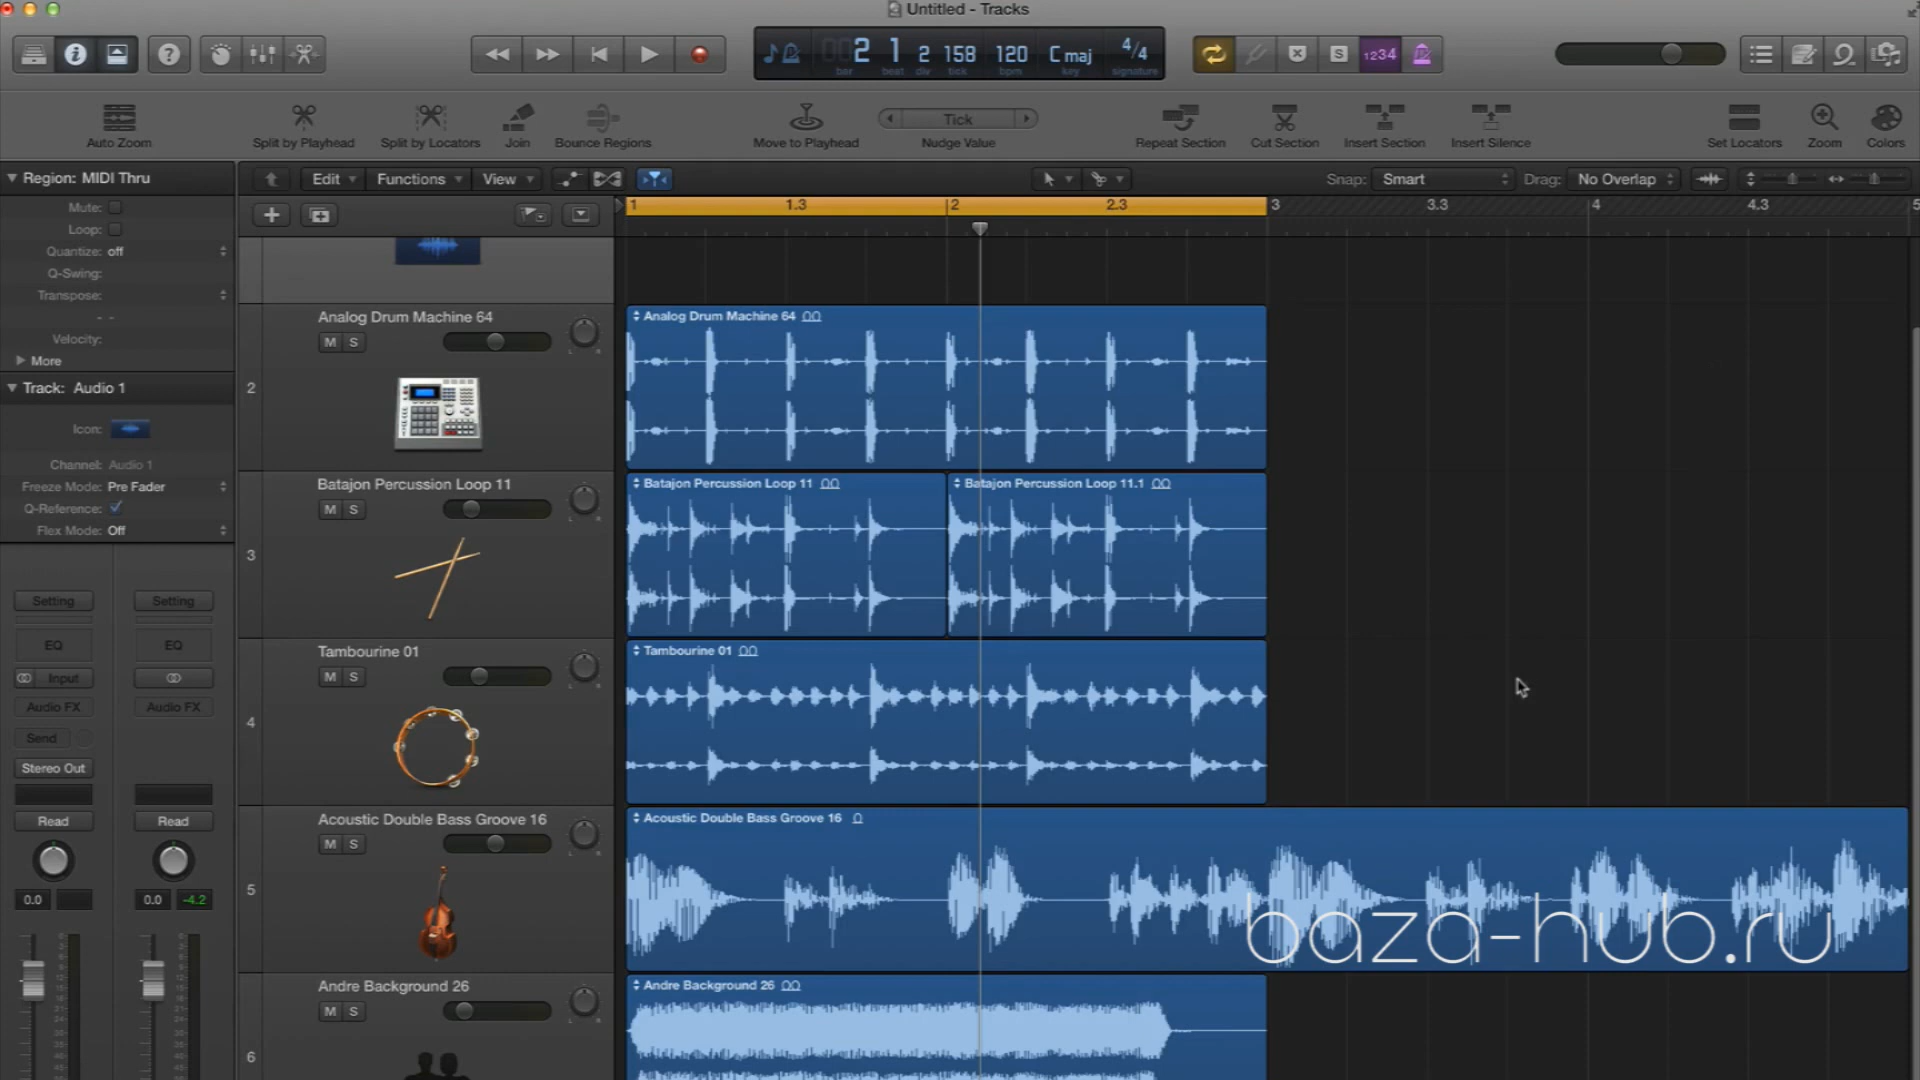 Untitled - Tracks
2 1 2 158 120 C maj 4/4
bar beat div tick bpm key signature
S 1234
Auto Zoom Split by Playhead Split by Locators Join Bounce Regions Move to Playhead Tick Nudge Value Repeat Section Cut Section Insert Section Insert Silence Set Locators Zoom Colors
Region: MIDI Thru Edit Functions View Snap: Smart Drag: No Overlap
1 1.3 2 2.3 3 3.3 4 4.3 5
Mute:
Loop:
Quantize: off
Q-Swing:
Transpose:
- -
Velocity:
More
Track: Audio 1
Icon:
Channel: Audio 1
Freeze Mode: Pre Fader
Q-Reference:
Flex Mode: Off
Setting Setting
EQ EQ
Input
Audio FX Audio FX
Send
Stereo Out
Read Read
0.0 0.0 -4.2
Analog Drum Machine 64
M S
L R
2
Analog Drum Machine 64
Batajon Percussion Loop 11
M S
L R
3
Batajon Percussion Loop 11
Batajon Percussion Loop 11.1
Tambourine 01
M S
L R
4
Tambourine 01
Acoustic Double Bass Groove 16
M S
L R
5
Acoustic Double Bass Groove 16
Andre Background 26
M S
L R
6
Andre Background 26
baza-hub.ru